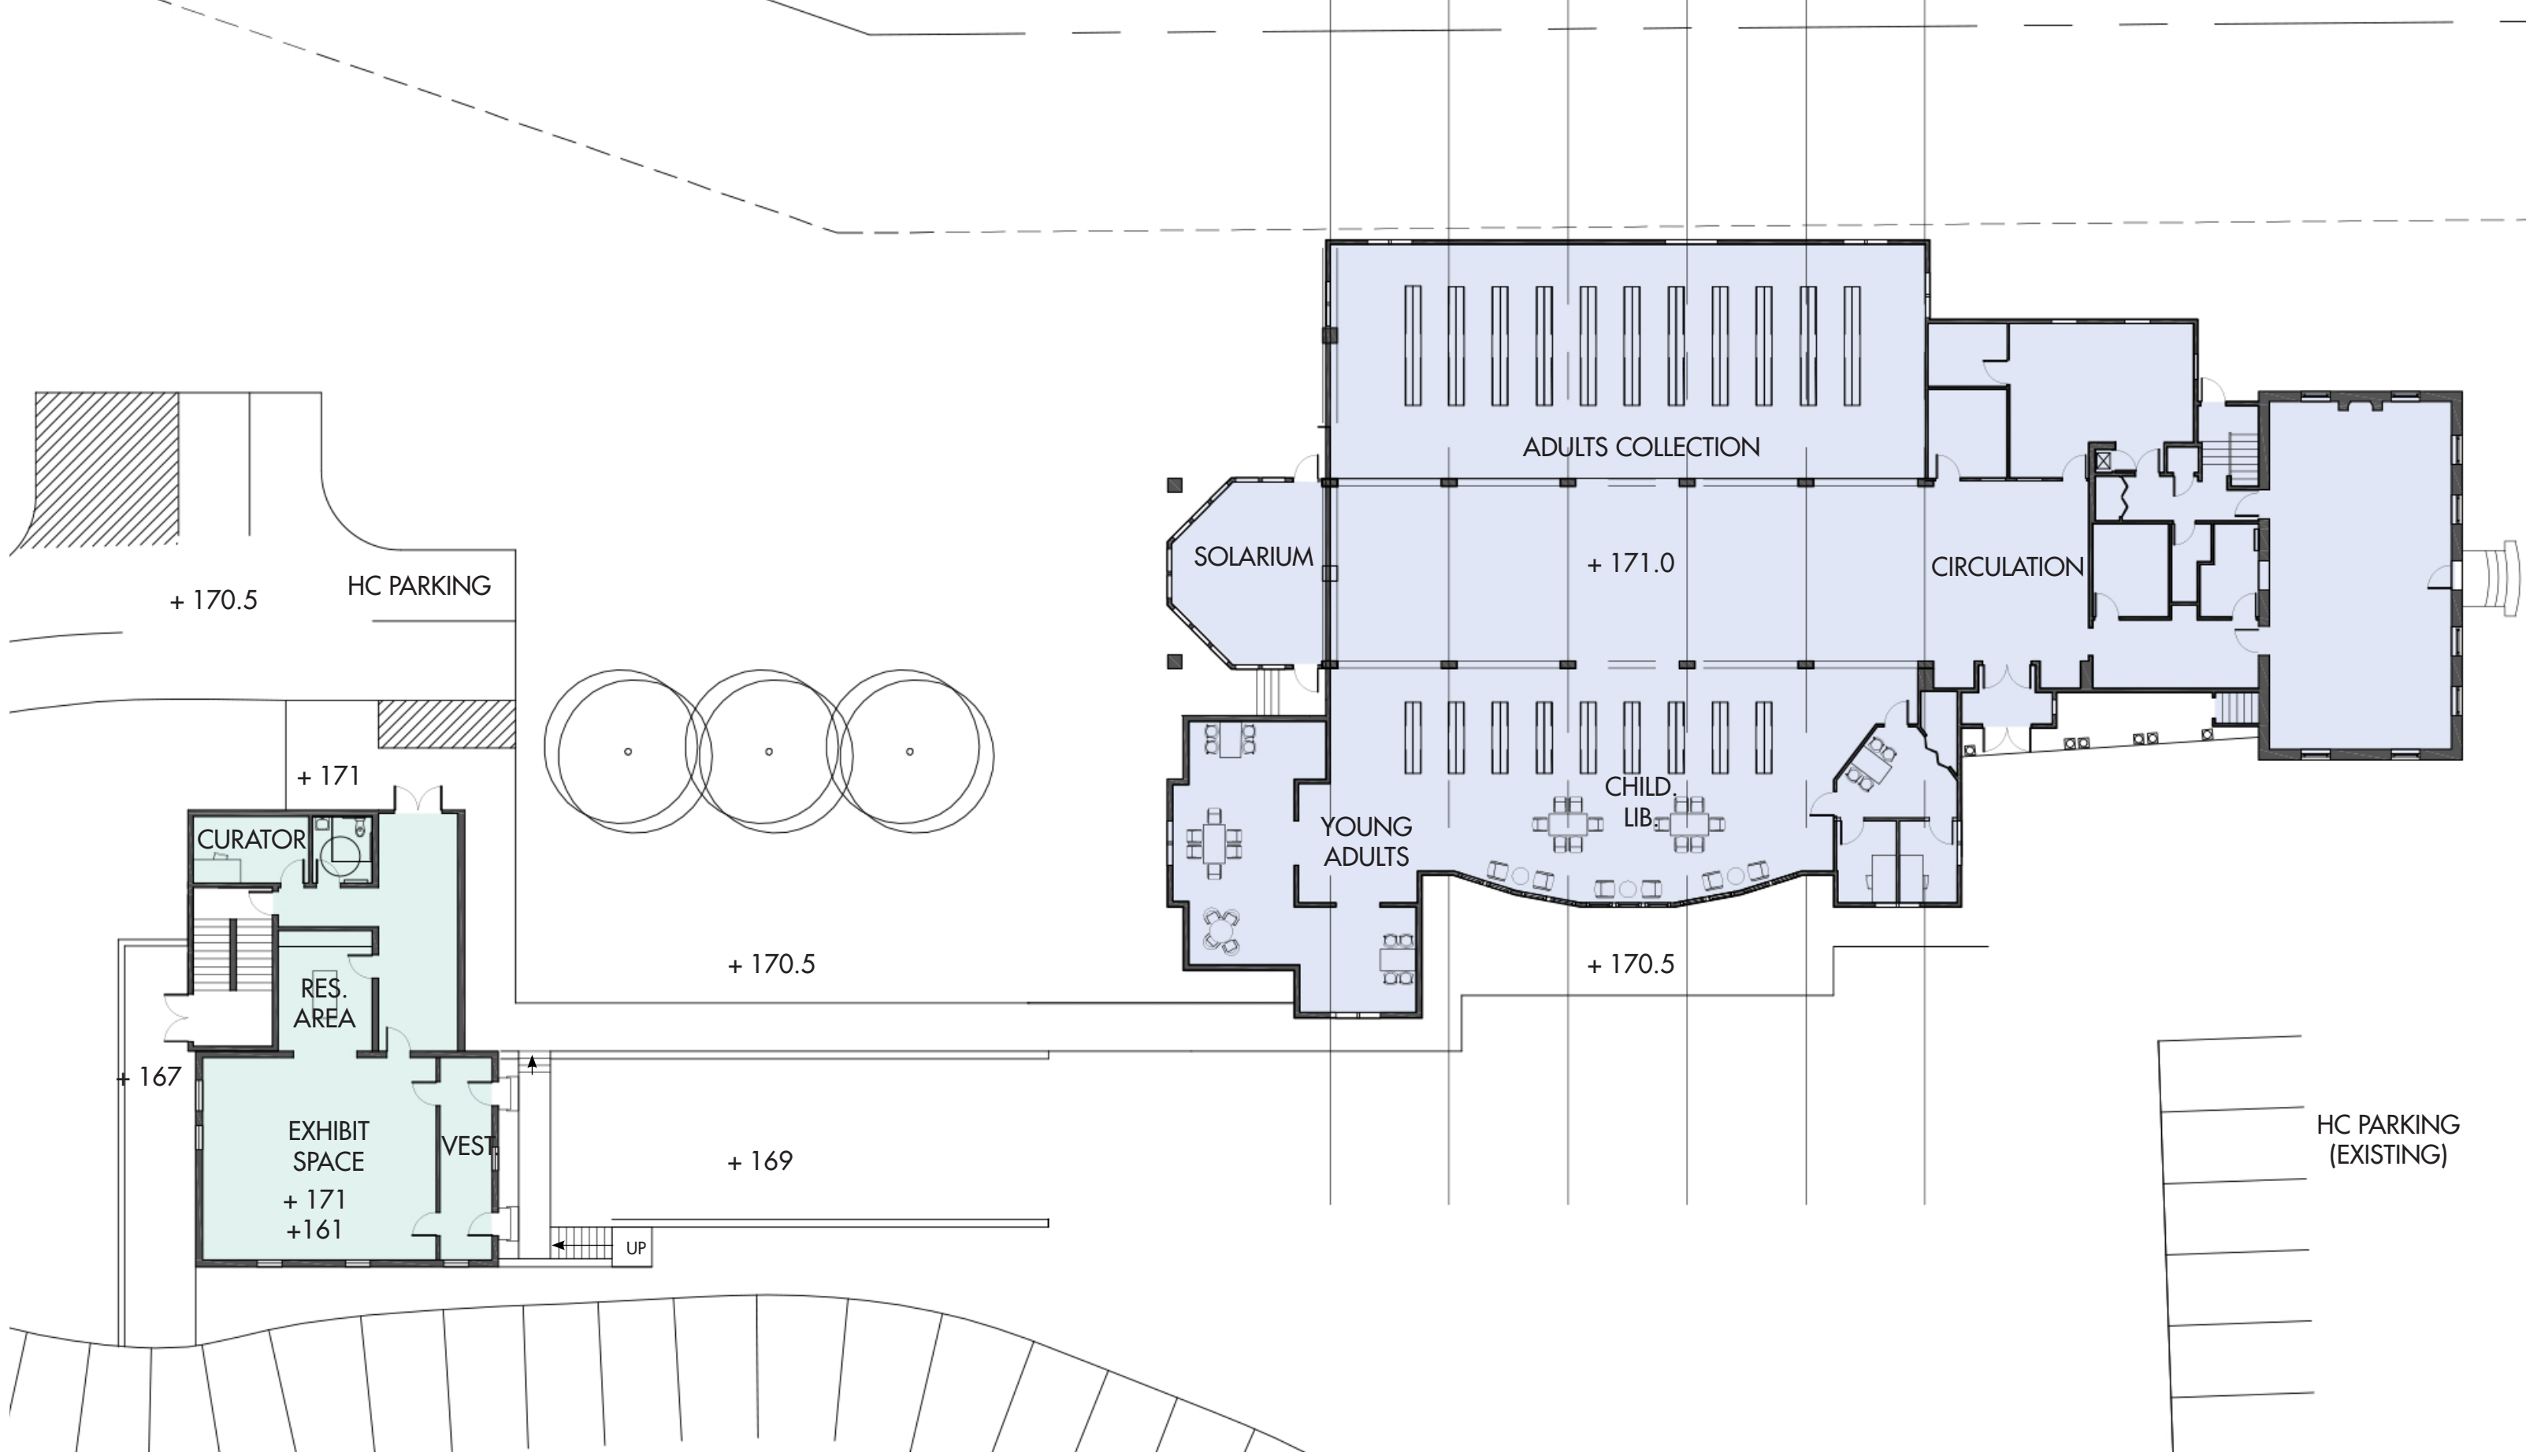 ADULTS COLLECTION
SOLARIUM
+ 171.0
CIRCULATION
HC PARKING
+ 170.5
+ 171
CURATOR
CHILD.
LIB.
YOUNG
ADULTS
+ 170.5
+ 170.5
RES.
AREA
+ 167
EXHIBIT
SPACE
+ 171
+161
VEST.
+ 169
UP
HC PARKING
(EXISTING)